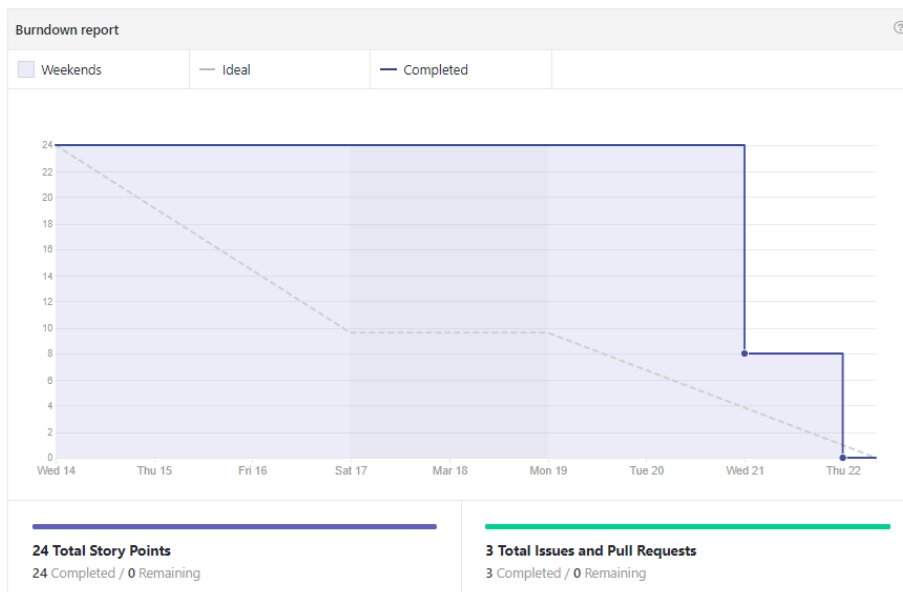 Burndown report
?
Weekends
Ideal
Completed
24
22
20
18
16
14
12
10
8
6
4
2
0
Wed 14 Thu 15 Fri 16 Sat 17 Mar 18 Mon 19 Tue 20 Wed 21 Thu 22
24 Total Story Points
24 Completed / 0 Remaining
3 Total Issues and Pull Requests
3 Completed / 0 Remaining